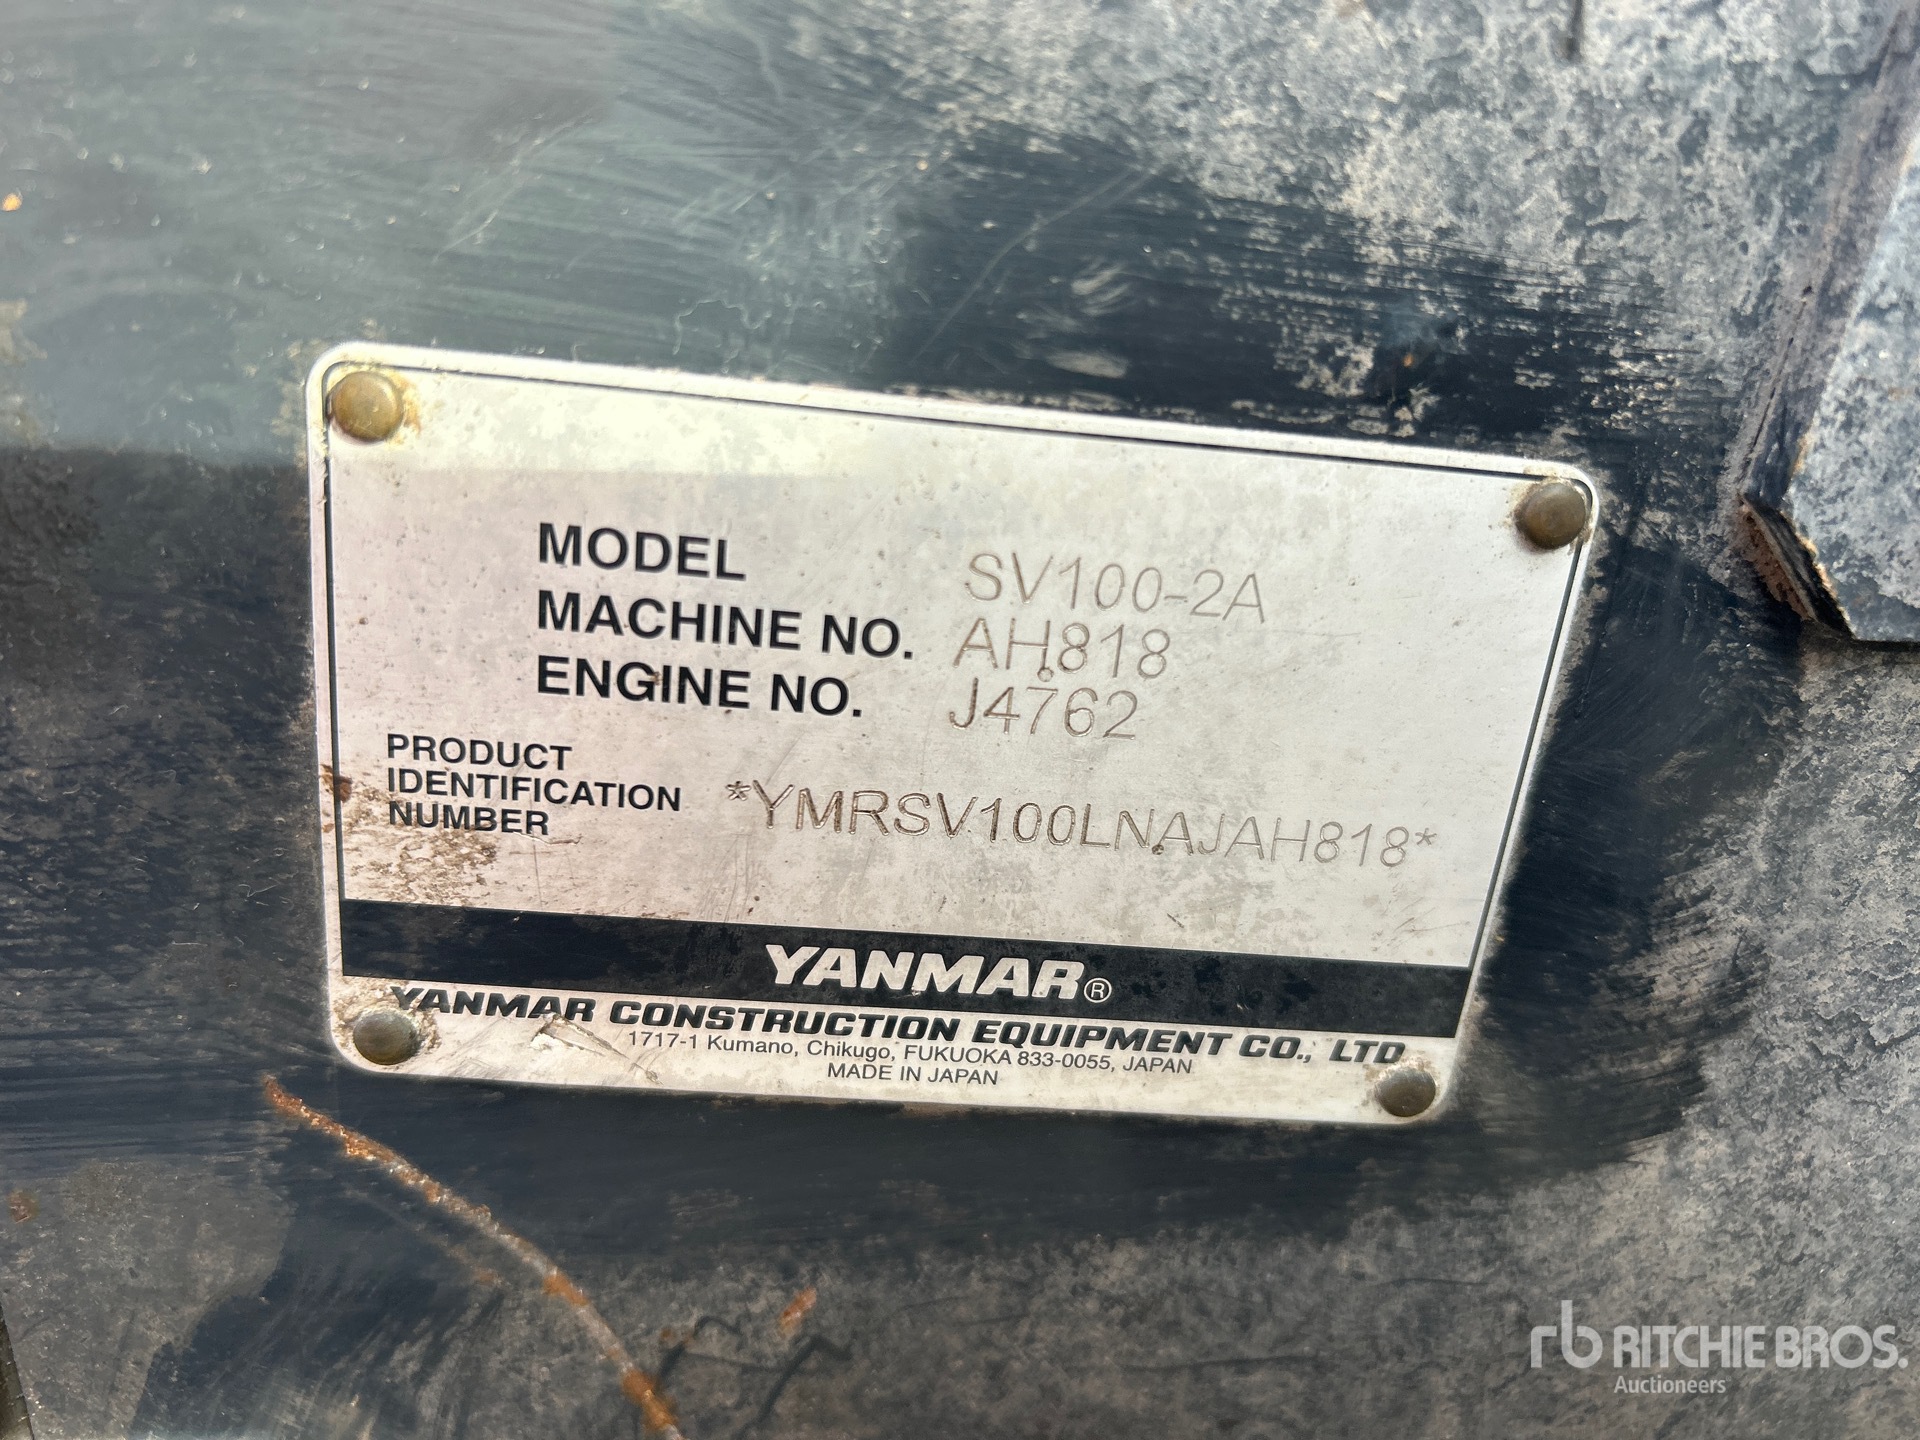 MODEL SV100-2A
MACHINE NO. AH818
ENGINE NO. J4762
PRODUCT
IDENTIFICATION
NUMBER
*YMRSV100LNAJAH818*
YANMAR®
YANMAR CONSTRUCTION EQUIPMENT CO., LTD
1717-1 Kumano, Chikugo, FUKUOKA 833-0055, JAPAN
MADE IN JAPAN
rb RITCHIE BROS.
Auctioneers